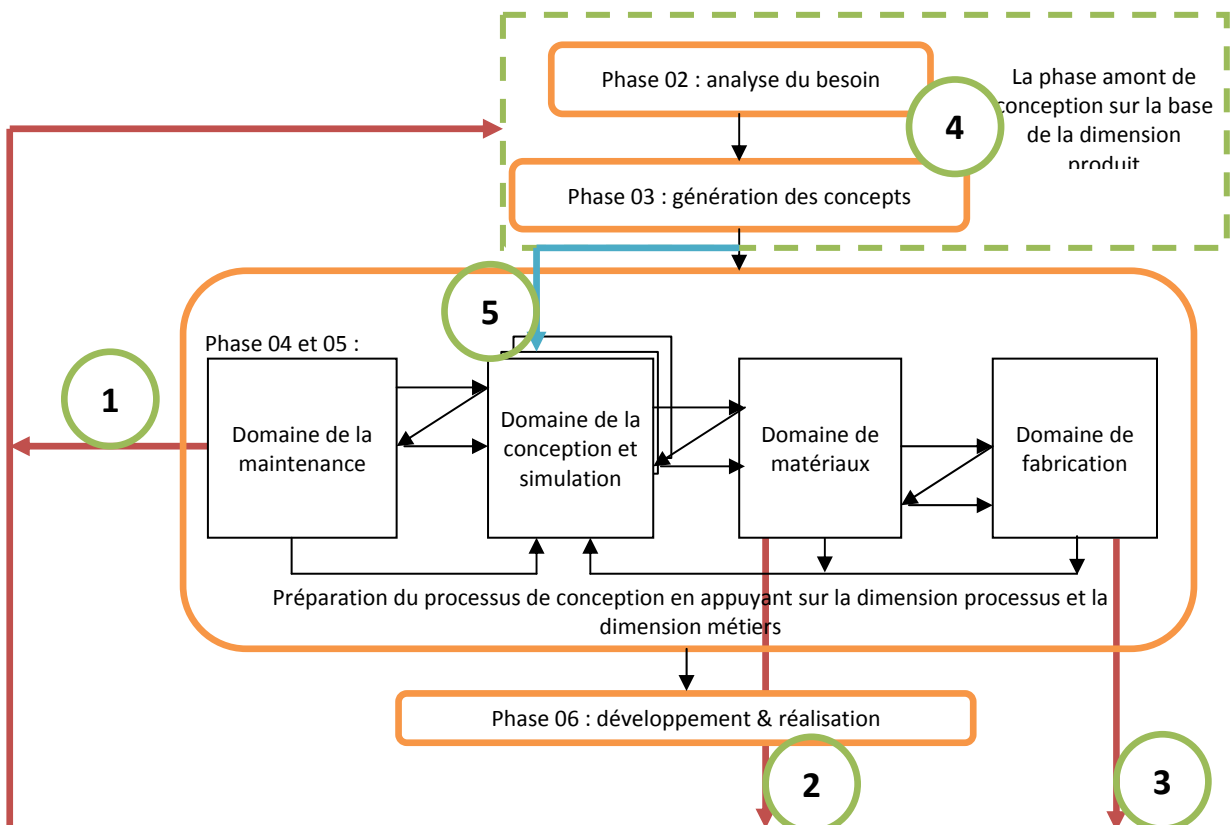 Phase 02 : analyse du besoin
La phase amont de
conception sur la base
de la dimension
produit
4
Phase 03 : génération des concepts
5
Phase 04 et 05 :
1
Domaine de la
maintenance
Domaine de la
conception et
simulation
Domaine de
matériaux
Domaine de
fabrication
Préparation du processus de conception en appuyant sur la dimension processus et la
dimension métiers
Phase 06 : développement & réalisation
2
3